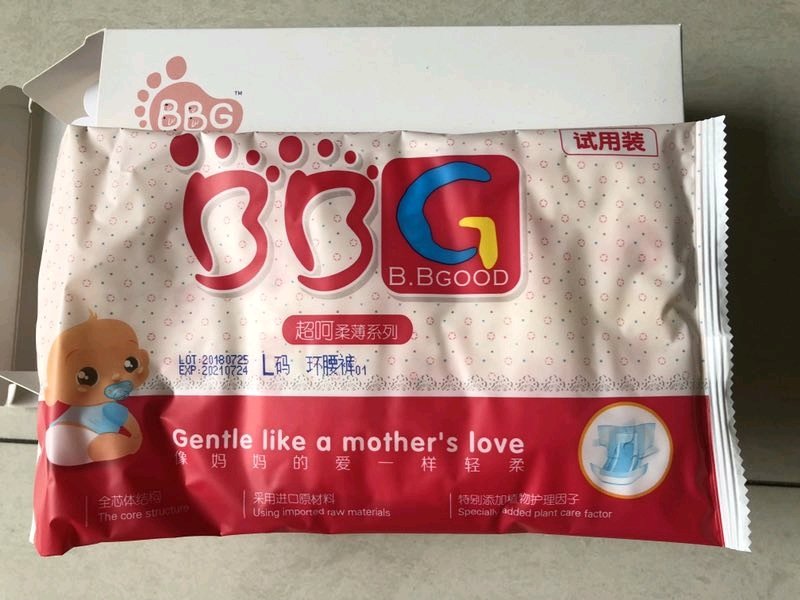 BBG
TM
试用装
BBG
B.BGOOD
超呵柔薄系列
LOT:20180725
EXP:20210724
L码 环腰裤01
Gentle like a mother's love
像妈妈的爱一样轻柔
全芯体结构
The core structure
采用进口原材料
Using imported raw materials
特别添加植物护理因子
Specially added plant care factor